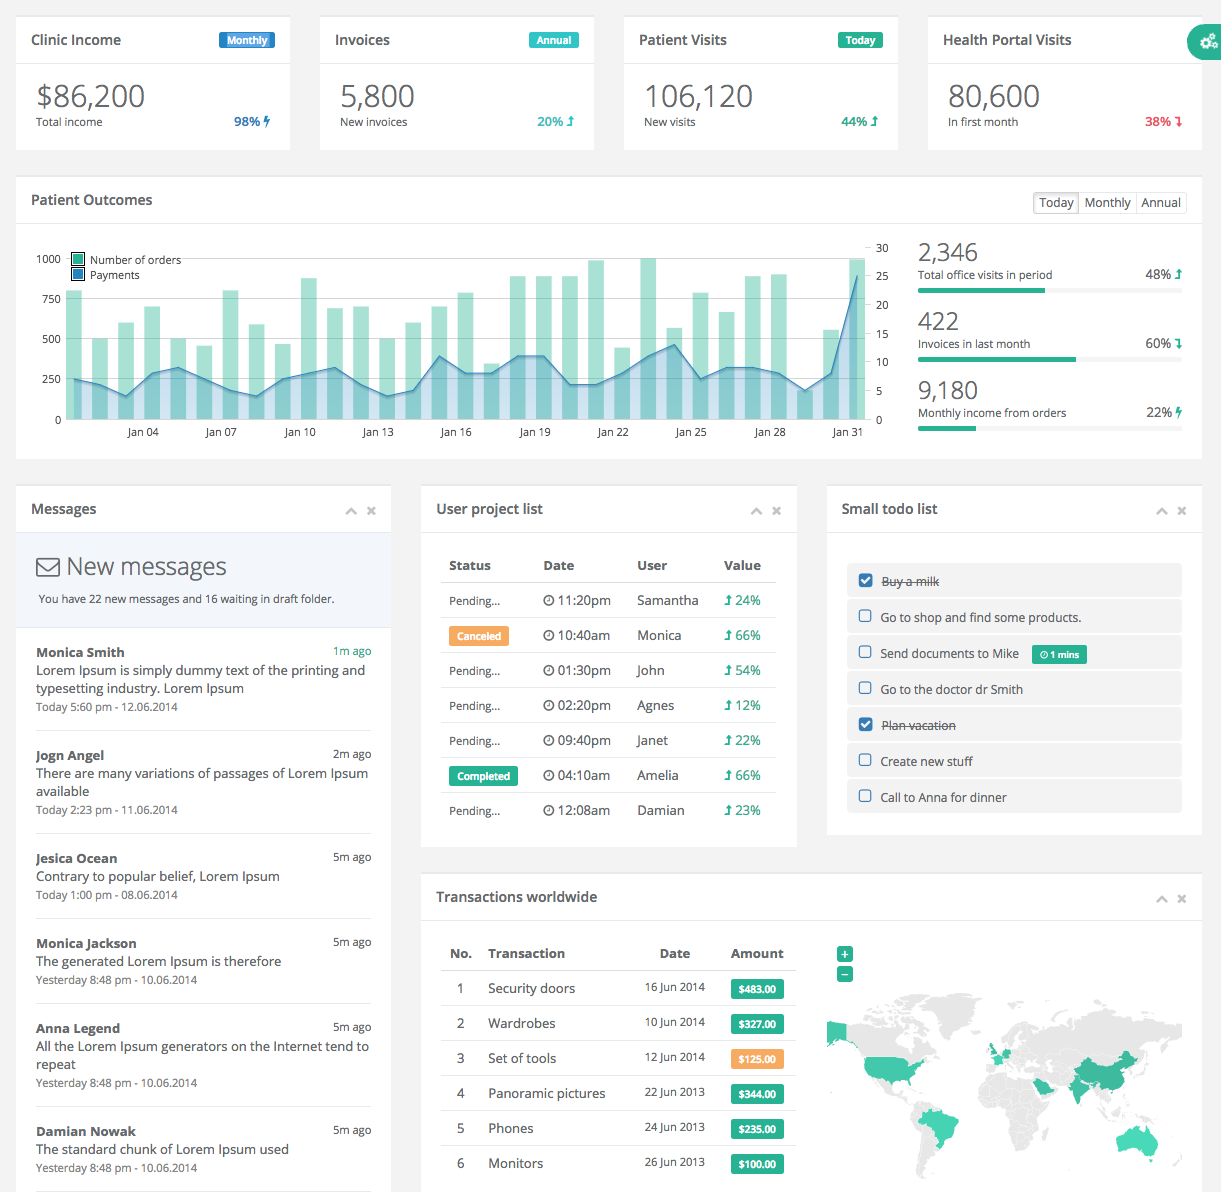 Clinic Income
Monthly
$86,200
Total income
98%
Invoices
Annual
5,800
New invoices
20%
Patient Visits
Today
106,120
New visits
44%
Health Portal Visits
80,600
In first month
38%
Patient Outcomes
Today Monthly Annual
Number of orders
Payments
1000
750
500
250
0
30
25
20
15
10
5
0
Jan 04 Jan 07 Jan 10 Jan 13 Jan 16 Jan 19 Jan 22 Jan 25 Jan 28 Jan 31
2,346
Total office visits in period 48%
422
Invoices in last month 60%
9,180
Monthly income from orders 22%
Messages
New messages
You have 22 new messages and 16 waiting in draft folder.
Monica Smith 1m ago
Lorem Ipsum is simply dummy text of the printing and
typesetting industry. Lorem Ipsum
Today 5:60 pm - 12.06.2014
Jogn Angel 2m ago
There are many variations of passages of Lorem Ipsum
available
Today 2:23 pm - 11.06.2014
Jesica Ocean 5m ago
Contrary to popular belief, Lorem Ipsum
Today 1:00 pm - 08.06.2014
Monica Jackson 5m ago
The generated Lorem Ipsum is therefore
Yesterday 8:48 pm - 10.06.2014
Anna Legend 5m ago
All the Lorem Ipsum generators on the Internet tend to
repeat
Yesterday 8:48 pm - 10.06.2014
Damian Nowak 5m ago
The standard chunk of Lorem Ipsum used
Yesterday 8:48 pm - 10.06.2014
User project list
Status Date User Value
Pending... 11:20pm Samantha 24%
Canceled 10:40am Monica 66%
Pending... 01:30pm John 54%
Pending... 02:20pm Agnes 12%
Pending... 09:40pm Janet 22%
Completed 04:10am Amelia 66%
Pending... 12:08am Damian 23%
Small todo list
Buy a milk
Go to shop and find some products.
Send documents to Mike 1 mins
Go to the doctor dr Smith
Plan vacation
Create new stuff
Call to Anna for dinner
Transactions worldwide
No. Transaction Date Amount
1 Security doors 16 Jun 2014 $483.00
2 Wardrobes 10 Jun 2014 $327.00
3 Set of tools 12 Jun 2014 $125.00
4 Panoramic pictures 22 Jun 2013 $344.00
5 Phones 24 Jun 2013 $235.00
6 Monitors 26 Jun 2013 $100.00
+
−